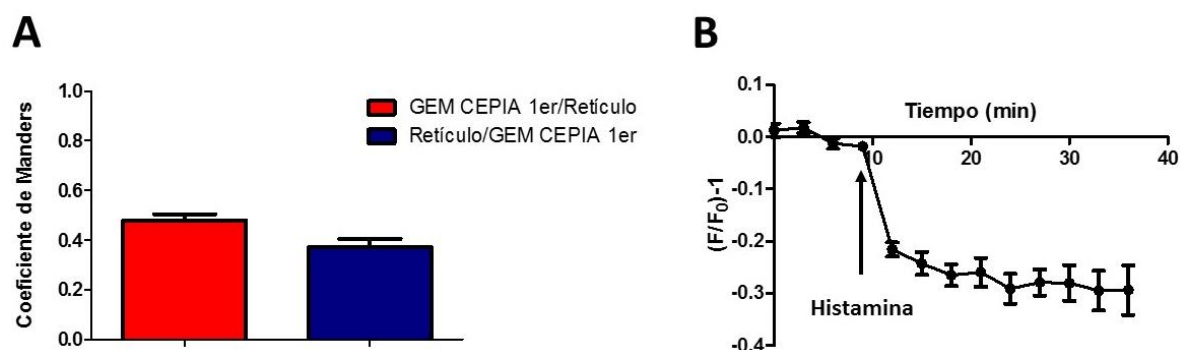 A
Coeficiente de Manders
1.0
0.8
0.6
0.4
0.2
0.0
GEM CEPIA 1er/Retículo
Retículo/GEM CEPIA 1er
B
(F/F0)-1
0.1
0.0
-0.1
-0.2
-0.3
-0.4
Tiempo (min)
10 20 30 40
Histamina